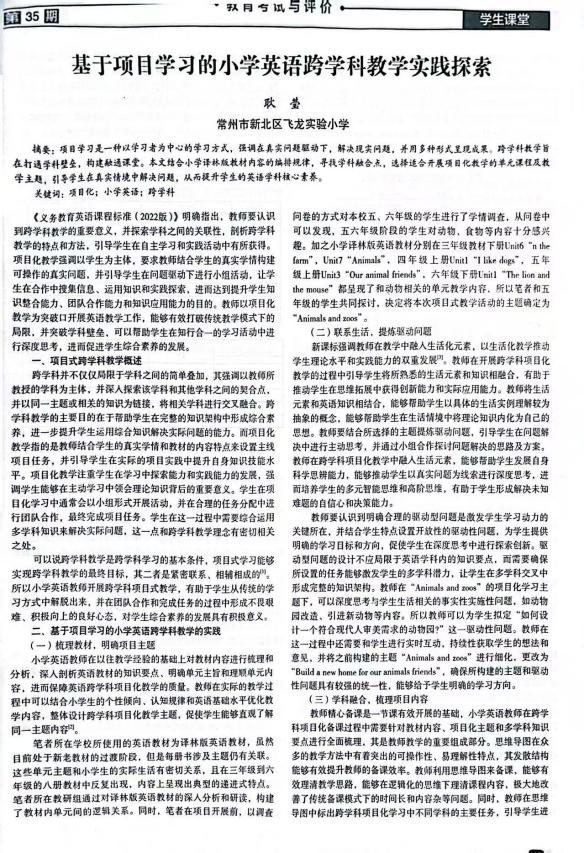 第 35 期
·教育考试与评价·
学生课堂
基于项目学习的小学英语跨学科教学实践探索
耿 莹
常州市新北区飞龙实验小学
摘要：项目学习是一种以学习者为中心的学习方式，强调在真实问题驱动下，解决现实问题，并用多种形式呈现成果。跨学科教学旨
在打通学科壁垒，构建融通课堂。本文结合小学译林版教材内容的编排规律，寻找学科融合点，选择适合开展项目化教学的单元课程及教
学主题，引导学生在真实情境中解决问题，从而提升学生的英语学科核心素养。
关键词：项目化；小学英语；跨学科
《义务教育英语课程标准（2022版）》明确指出，教师要认识
到跨学科教学的重要意义，并探索学科之间的关联性，剖析跨学科
教学的特点和方法，引导学生在自主学习和实践活动中有所获得。
项目化教学强调以学生为主体，要求教师结合学生的真实学情构建
可操作的真实问题，并引导学生在问题驱动下进行小组活动，让学
生在合作中搜集信息、运用知识和实践探索，进而达到提升学生知
识整合能力、团队合作能力和知识应用能力的目的。教师以项目化
教学为突破口开展英语教学工作，能够有效打破传统教学模式下的
局限，并突破学科壁垒，可以帮助学生在知行合一的学习活动中进
行深度思考，进而促进学生综合素养的发展。
一、项目式跨学科教学概述
跨学科并不仅仅局限于学科之间的简单叠加，其强调以教师所
教授的学科为主体，并深入探索该学科和其他学科之间的契合点，
并以同一主题或相关的知识为链接，将相关学科进行交叉融合。跨
学科教学的主要目的在于帮助学生在完整的知识架构中形成综合素
养，进一步提升学生运用综合知识解决实际问题的能力。而项目化
教学指的是教师结合学生的真实学情和教材的内容特点来设置主线
项目任务，并引导学生在实际的项目实践中提升自身知识技能水
平。项目化教学注重学生在学习中探索能力和实践能力的发展，强
调学生能够在主动学习中领会理论知识背后的重要意义。学生在项
目化学习中通常会以小组形式开展活动，并在合理的任务分配中进
行团队合作，最终完成项目任务。学生在这一过程中需要综合运用
多学科知识来解决实际问题，这一点和跨学科教学理念有密切相关
之处。
可以说跨学科教学是跨学科学习的基本条件，项目式学习能够
实现跨学科教学的最终目标，其二者是紧密联系、相辅相成的[1]。
所以小学英语教师开展跨学科项目式教学，有助于学生从传统的学
习方式中解脱出来，并在团队合作和完成任务的过程中形成不畏艰
难、积极向上的良好心态，对学生综合素养的发展具有积极意义。
二、基于项目学习的小学英语跨学科教学的实践
（一）梳理教材，明确项目主题
小学英语教师在以往教学经验的基础上对教材内容进行梳理和
分析，深入剖析英语教材的知识要点、明确单元主旨和理顺单元内
容，进而保障英语跨学科项目化教学的质量。教师在实际的教学过
程中可以结合小学生的个性倾向、认知规律和英语基础水平优化教
学内容，整体设计跨学科项目化教学主题，促使学生能够直观了解
同一主题内容[2]。
笔者所在学校所使用的英语教材为译林版英语教材，虽然
目前处于新老教材的过渡阶段，但是每册书涉及主题仍有关联。
这些单元主题和小学生的实际生活有密切关系，且在三年级到六
年级的八册教材中反复出现，内容上呈现出典型的递进式特点。
笔者所在教研组通过对译林版英语教材的深入分析和研读，构建
了教材内单元间的逻辑关系。同时，笔者在项目开展前，以调查
问卷的方式对本校五、六年级的学生进行了学情调查，从问卷中
可以发现，五六年级阶段的学生对动物、食物等内容十分感兴
趣。加之小学译林版英语教材分别在三年级教材下册Unit6 “n the
farm”，Unit7 “Animals”，四年级上册Unit1 “I like dogs”，五年
级上册Unit3 “Our animal friends”，六年级下册Unit1 “The lion and
the mouse” 都呈现了和动物相关的单元教学内容，所以笔者和五
年级的学生共同探讨，决定将本次项目式教学活动的主题确定为
“Animals and zoos”。
（二）联系生活，提炼驱动问题
新课标强调教师在教学中融入生活化元素，以生活化教学推动
学生理论水平和实践能力的双重发展[3]。教师在开展跨学科项目化
教学的过程中引导学生将所熟悉的生活元素和知识相融合，有助于
推动学生在思维拓展中获得创新能力和实际应用能力。教师将生活
元素和英语知识相结合，能够帮助学生以具体的生活实例理解较为
抽象的概念，能够帮助学生在生活情境中将理论知识内化为自己的
思想。教师要结合所选择的主题提炼驱动问题，引导学生在问题解
决中进行主动思考，并通过小组合作探讨问题解决的思路及方案。
教师在跨学科项目化教学中融入生活元素，能够帮助学生发展自身
科学思辨能力，能够推动学生以真实问题为线索进行深度思考，进
而培养学生的多元智能思维和高阶思维，有助于学生形成解决未知
难题的自信心和决策能力。
教师要认识到明确合理的驱动型问题是激发学生学习动力的
关键所在，并结合学生特点设置开放性的驱动性问题，为学生提供
明确的学习目标和方向，促使学生在深度思考中进行探索创新。驱
动型问题的设计不应局限于英语学科内的知识要点，而需要确保
所设置的任务能够激发学生的多学科潜力，让学生在多学科交叉中
形成完整的知识架构。教师在 “Animals and zoos” 的项目化学习主
题下，可以深度思考与学生生活相关的事实性实施性问题，如动物
园改造，引进新动物等内容。所以教师可以为学生拟定 “如何设
计一个符合现代人审美需求的动物园？”这一驱动性问题。教师在
这一过程中还需要和学生进行实时互动，持续性获取学生的想法和
意见，并将之前构建的主题 “Animals and zoos” 进行细化，更改为
“Build a new home for our animals friends”，确保所构建的主题和驱动
性问题具有较强的统一性，能够给予学生明确的学习方向。
（三）学科融合、梳理项目内容
教师精心备课是一节课有效开展的基础，小学英语教师在跨学
科项目化备课过程中需要针对教材内容、项目化主题和多学科知识
要点进行全面梳理，其是教师教学的重要组成部分。思维导图在众
多的教学方法中有着突出的可操作性、易理解性特点，其发散结构
能够有效提升教师的备课效率。教师利用思维导图来备课，能够有
效理清教学思路，能够在逻辑化的思维下理清课程内容，极大地改
善了传统备课模式下的时间长和内容杂等问题。同时，教师在思维
导图中标出跨学科项目化学习中不同学科的主要任务，引导学生进